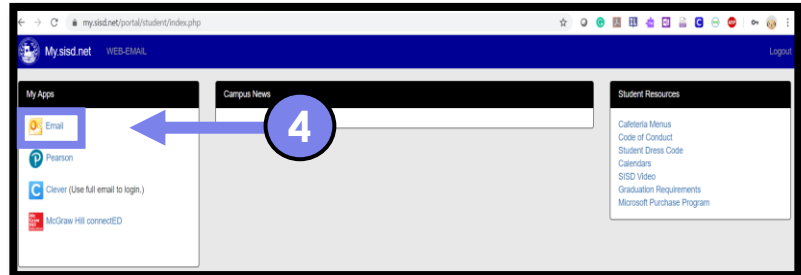 my.sisd.net/portal/student/index.php
My.sisd.net WEB-EMAIL Logout
My Apps
Email
Pearson
Clever (Use full email to login.)
McGraw Hill connectED
Campus News
4
Student Resources
Cafeteria Menus
Code of Conduct
Student Dress Code
Calendars
SISD Video
Graduation Requirements
Microsoft Purchase Program